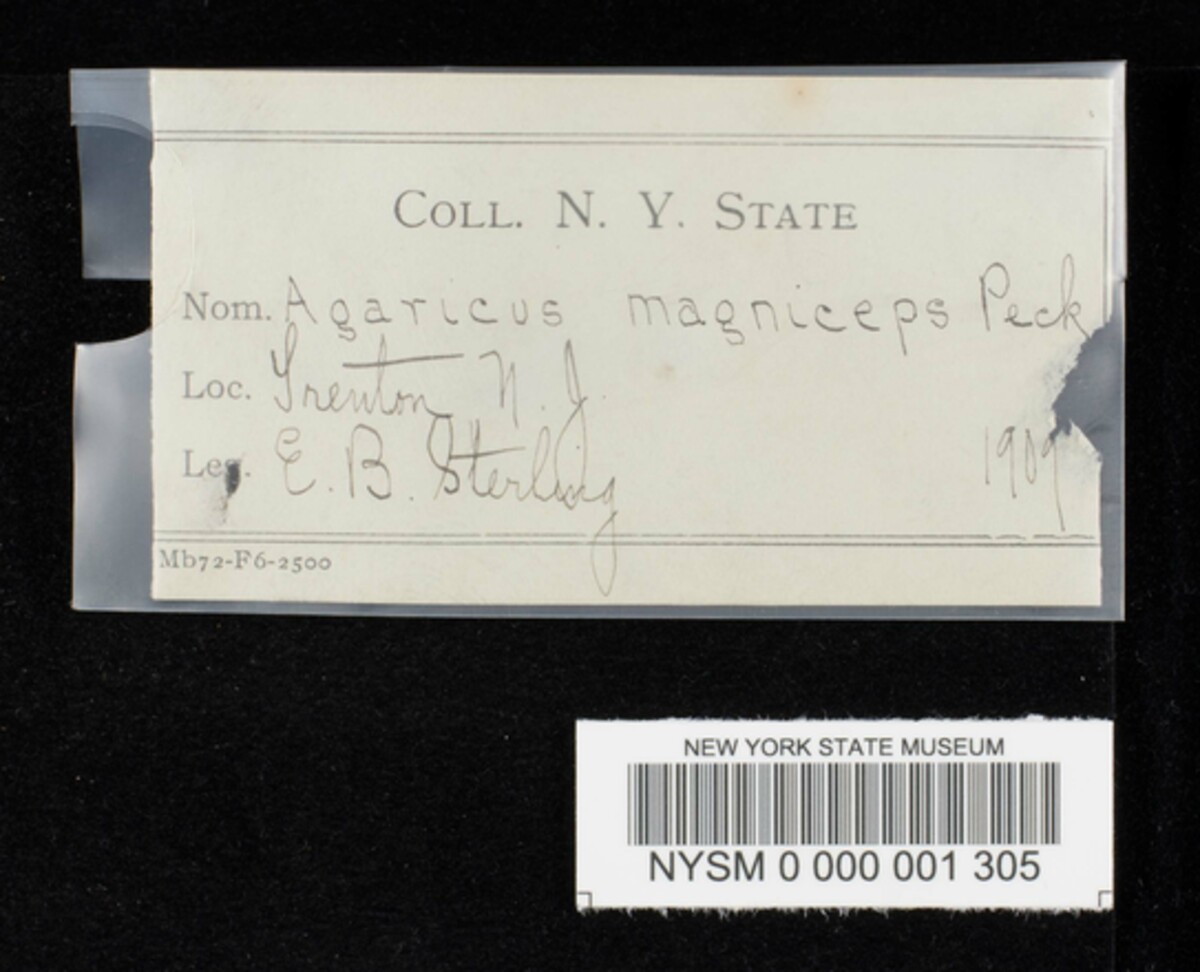 COLL. N. Y. STATE
Nom. Agaricus magniceps Peck
Loc. Trenton N. J.
Leg. E. B. Sterling 1909
Mb72-F6-2500
NEW YORK STATE MUSEUM
NYSM 0 000 001 305